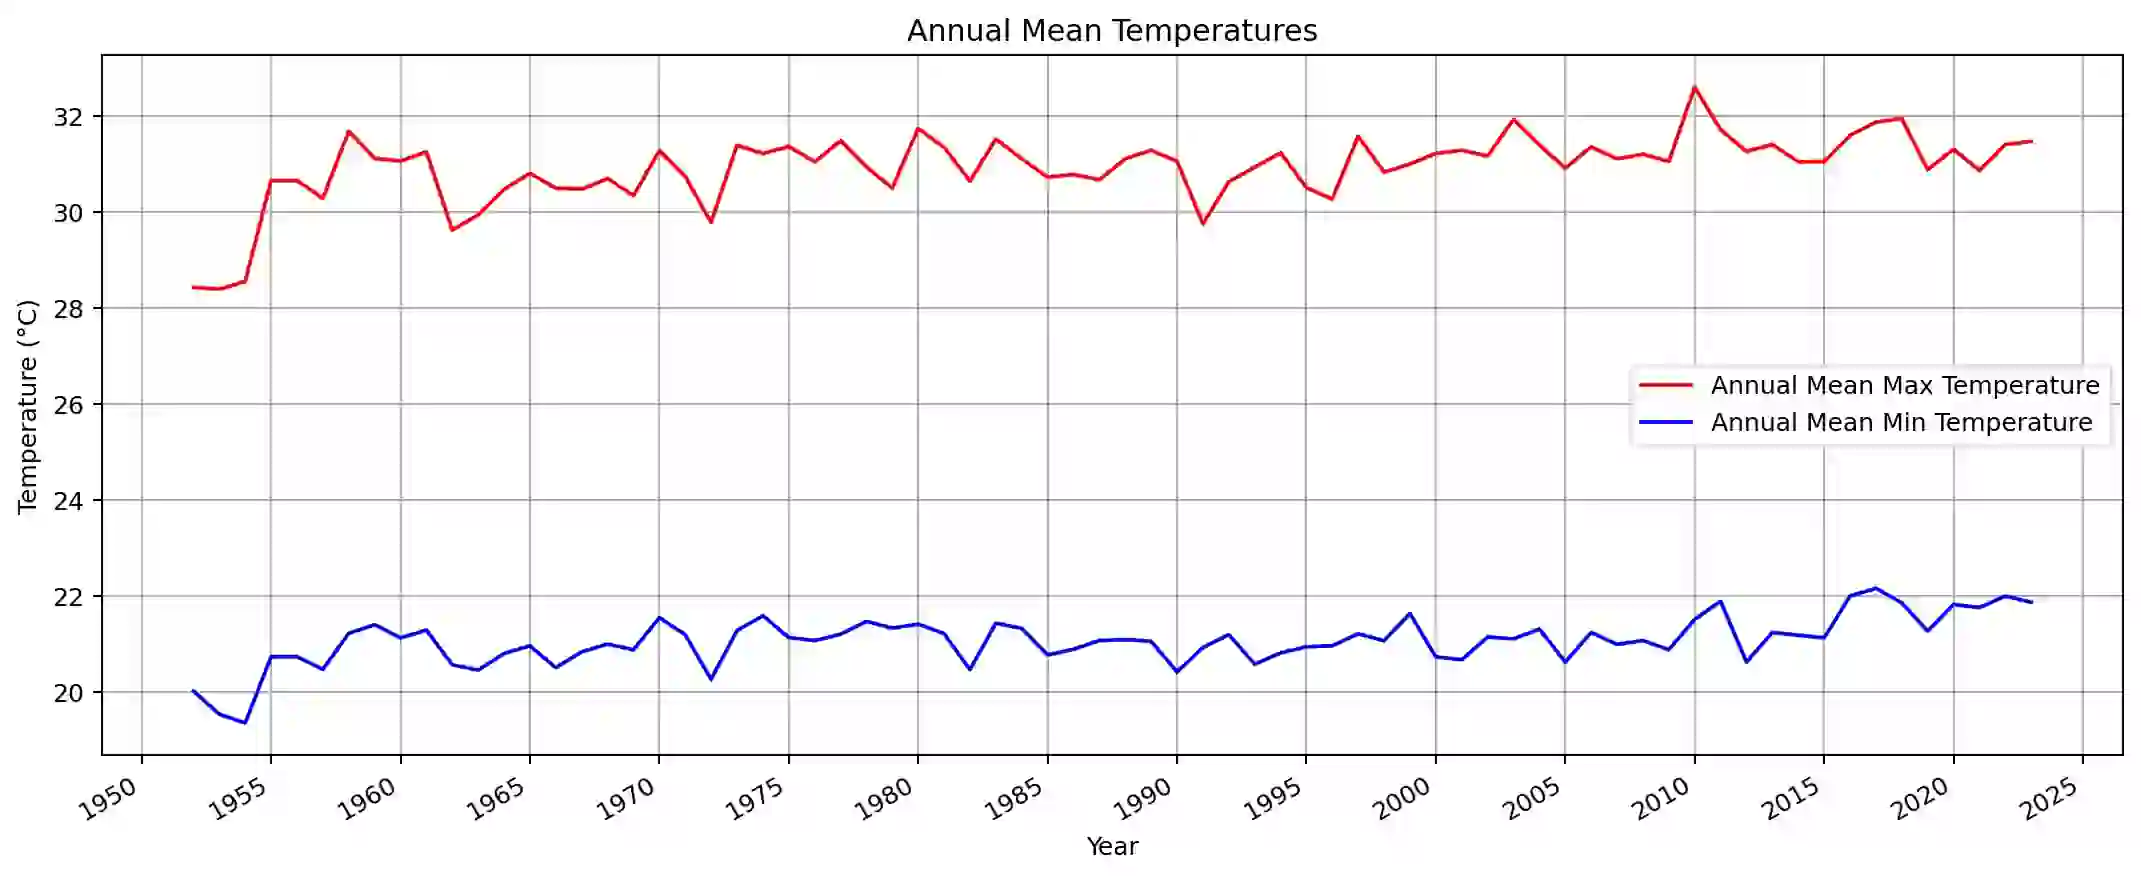 Annual Mean Temperatures
Temperature (°C)
32
30
28
26
24
22
20
Annual Mean Max Temperature
Annual Mean Min Temperature
1950 1955 1960 1965 1970 1975 1980 1985 1990 1995 2000 2005 2010 2015 2020 2025
Year